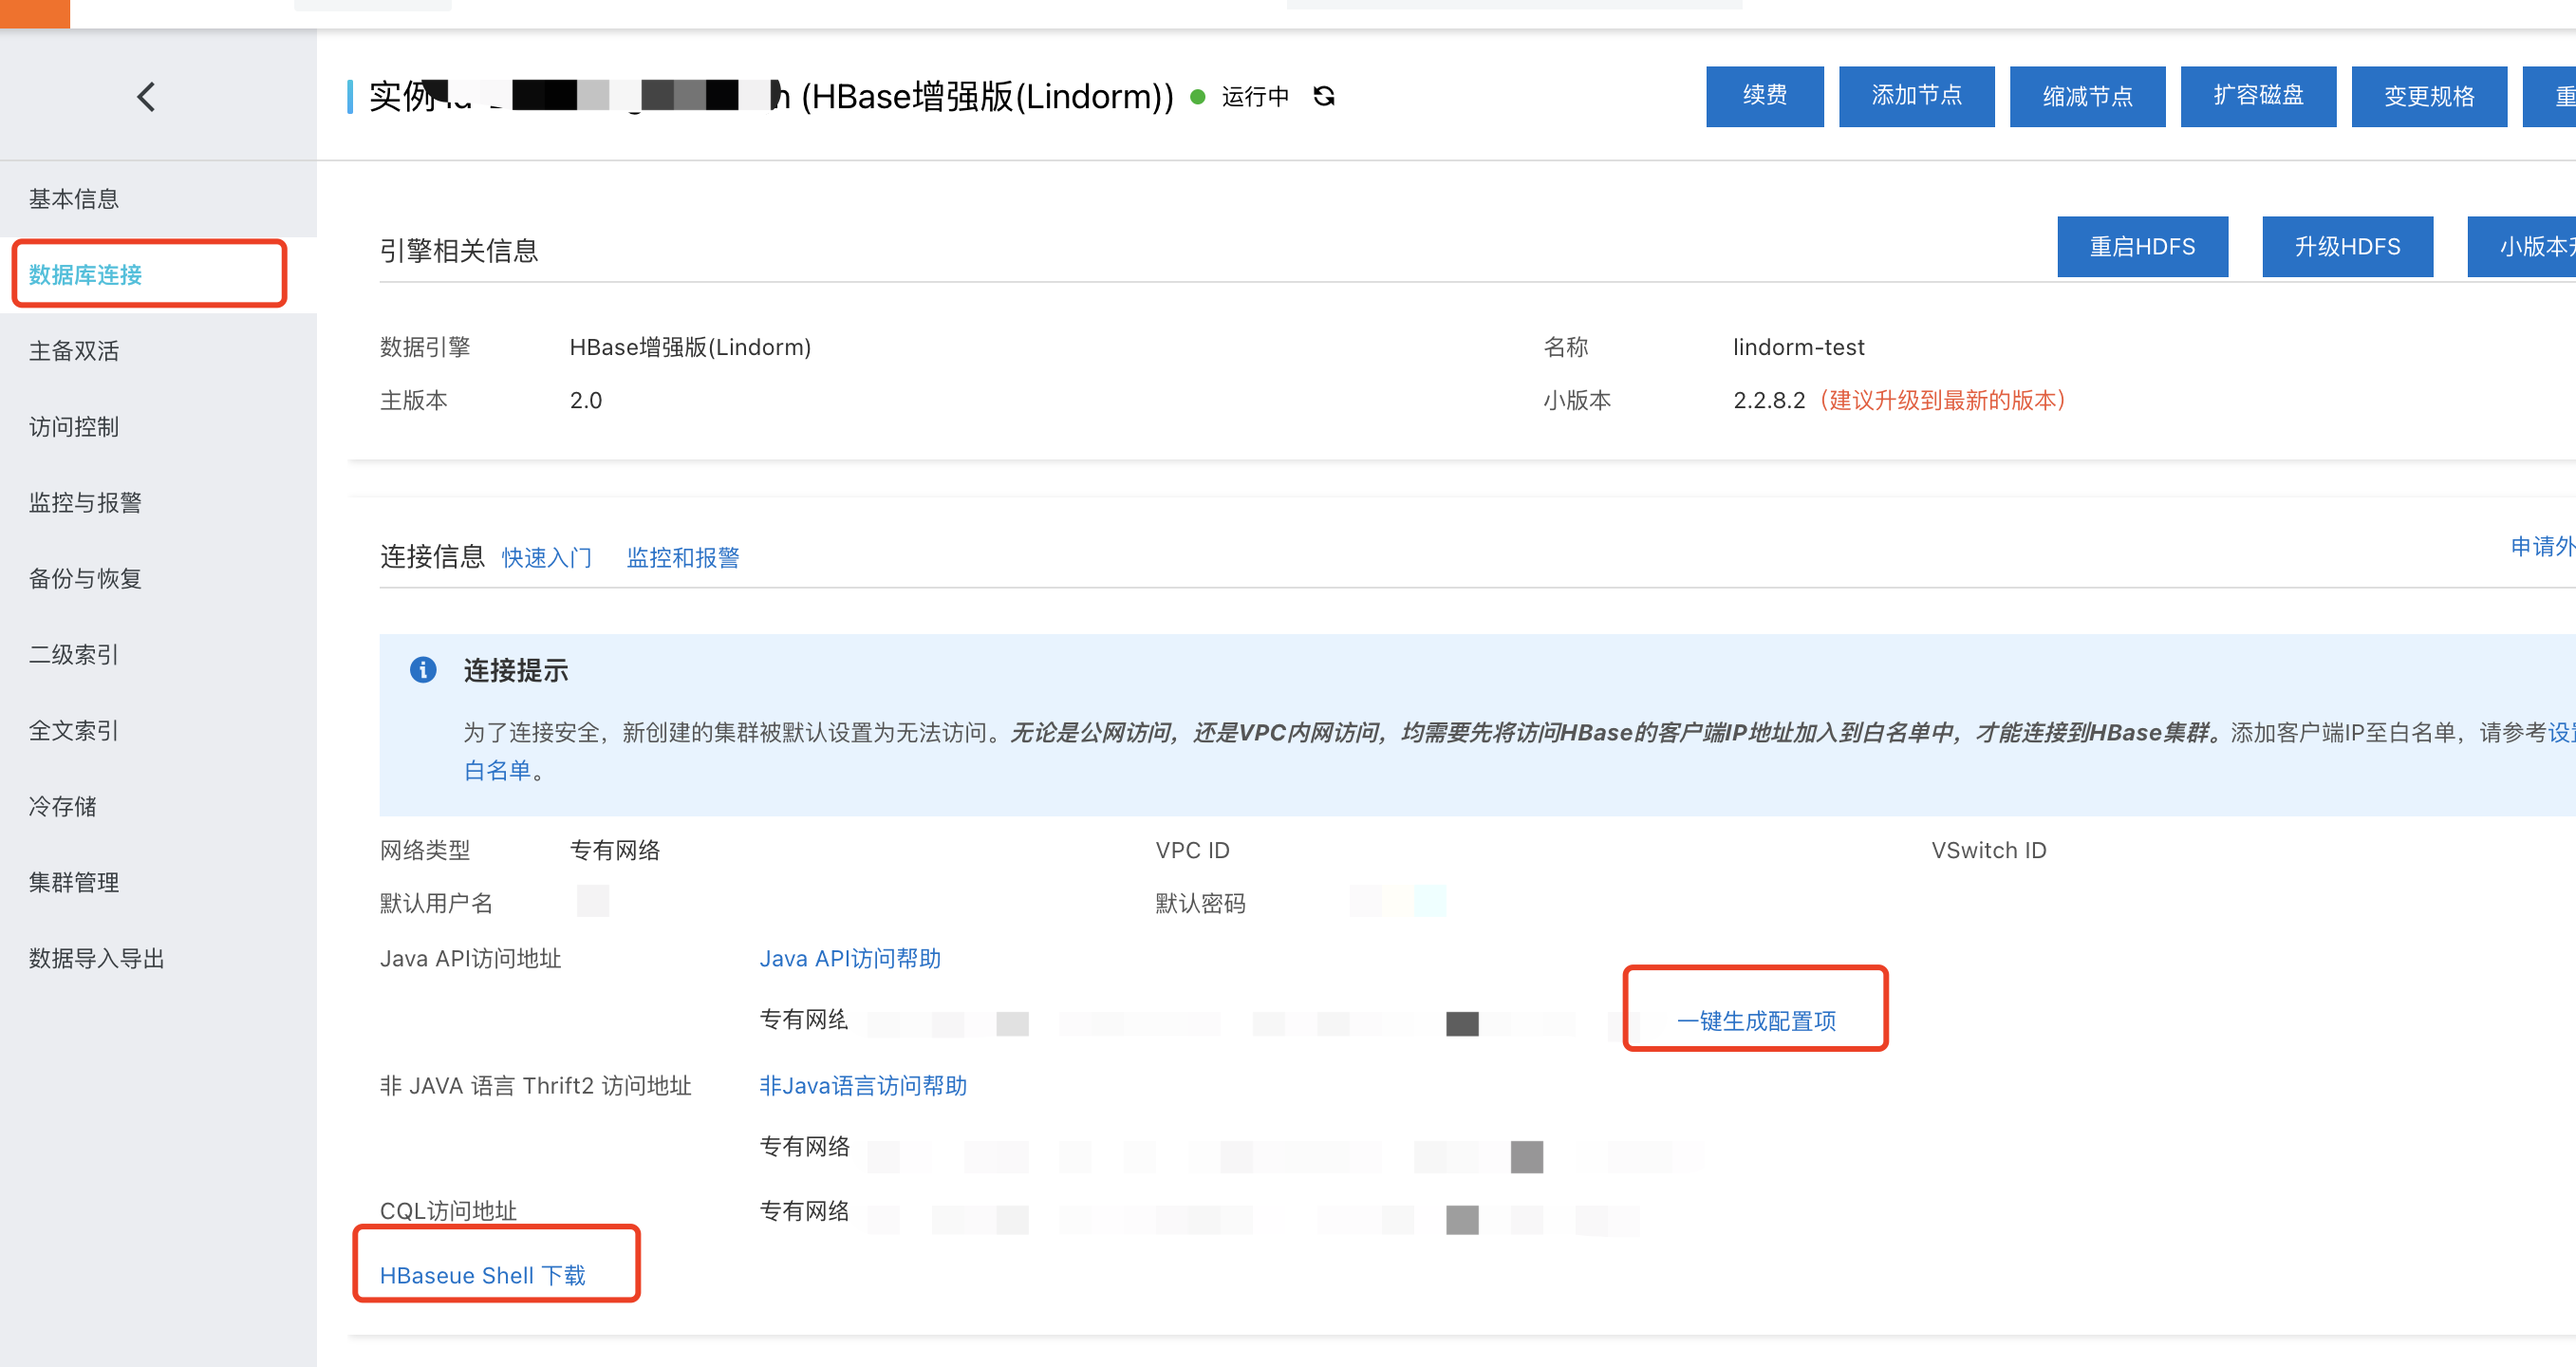 实例
(HBase增强版(Lindorm)) 运行中
续费 添加节点 缩减节点 扩容磁盘 变更规格 重
基本信息
数据库连接
主备双活
访问控制
监控与报警
备份与恢复
二级索引
全文索引
冷存储
集群管理
数据导入导出
引擎相关信息
重启HDFS 升级HDFS 小版本
数据引擎 HBase增强版(Lindorm) 名称 lindorm-test
主版本 2.0 小版本 2.2.8.2（建议升级到最新的版本）
连接信息 快速入门 监控和报警 申请外
连接提示
为了连接安全，新创建的集群被默认设置为无法访问。无论是公网访问，还是VPC内网访问，均需要先将访问HBase的客户端IP地址加入到白名单中，才能连接到HBase集群。添加客户端IP至白名单，请参考设置
白名单。
网络类型 专有网络 VPC ID VSwitch ID
默认用户名 默认密码
Java API访问地址 Java API访问帮助
专有网络 一键生成配置项
非 JAVA 语言 Thrift2 访问地址 非Java语言访问帮助
专有网络
CQL访问地址 专有网络
HBaseue Shell 下载